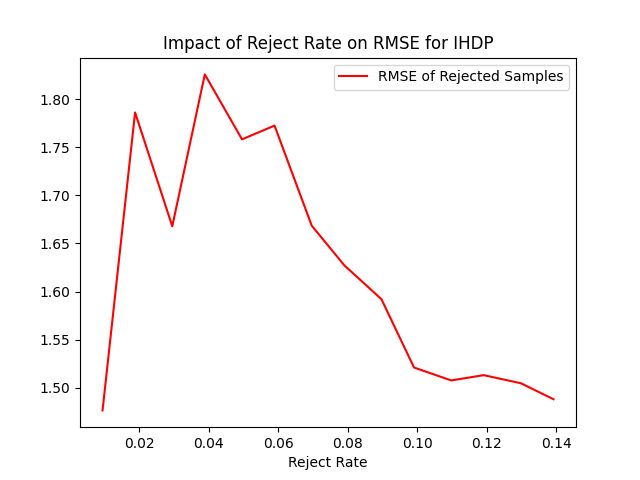 Impact of Reject Rate on RMSE for IHDP
RMSE of Rejected Samples
1.80
1.75
1.70
1.65
1.60
1.55
1.50
0.02 0.04 0.06 0.08 0.10 0.12 0.14
Reject Rate